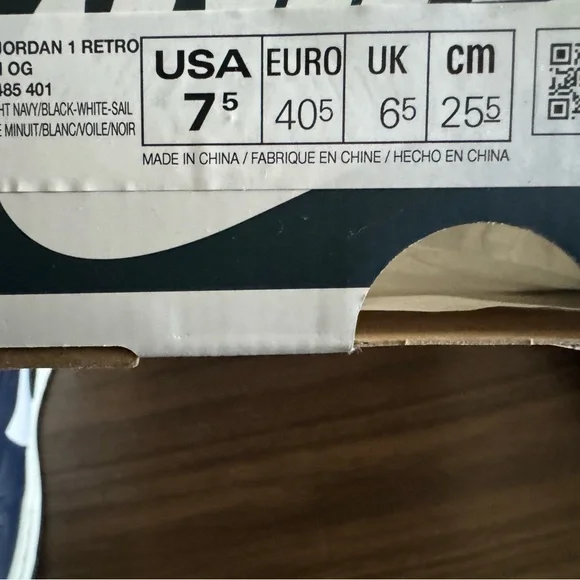 JORDAN 1 RETRO
OG
485 401
HT NAVY/BLACK-WHITE-SAIL
E MINUIT/BLANC/VOILE/NOIR
USA EURO UK cm
7 5 40 5 6 5 25 5
MADE IN CHINA / FABRIQUE EN CHINE / HECHO EN CHINA